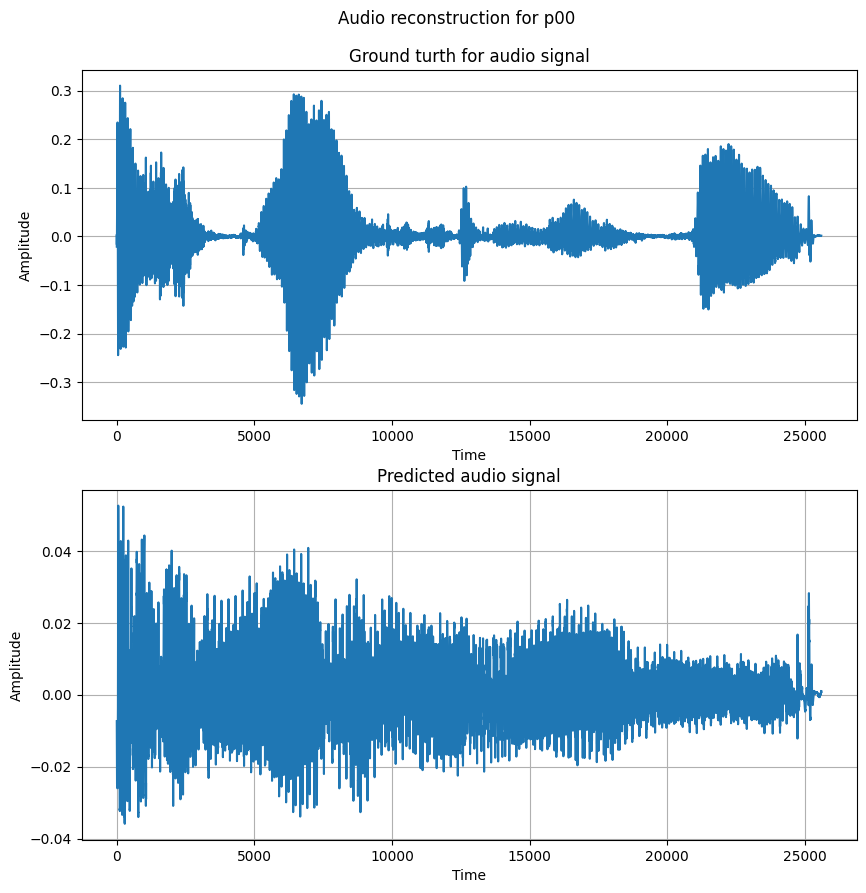 Audio reconstruction for p00
Ground turth for audio signal
0.3
0.2
0.1
0.0
−0.1
−0.2
−0.3
Amplitude
0 5000 10000 15000 20000 25000
Time
Predicted audio signal
0.04
0.02
0.00
−0.02
−0.04
Amplitude
0 5000 10000 15000 20000 25000
Time